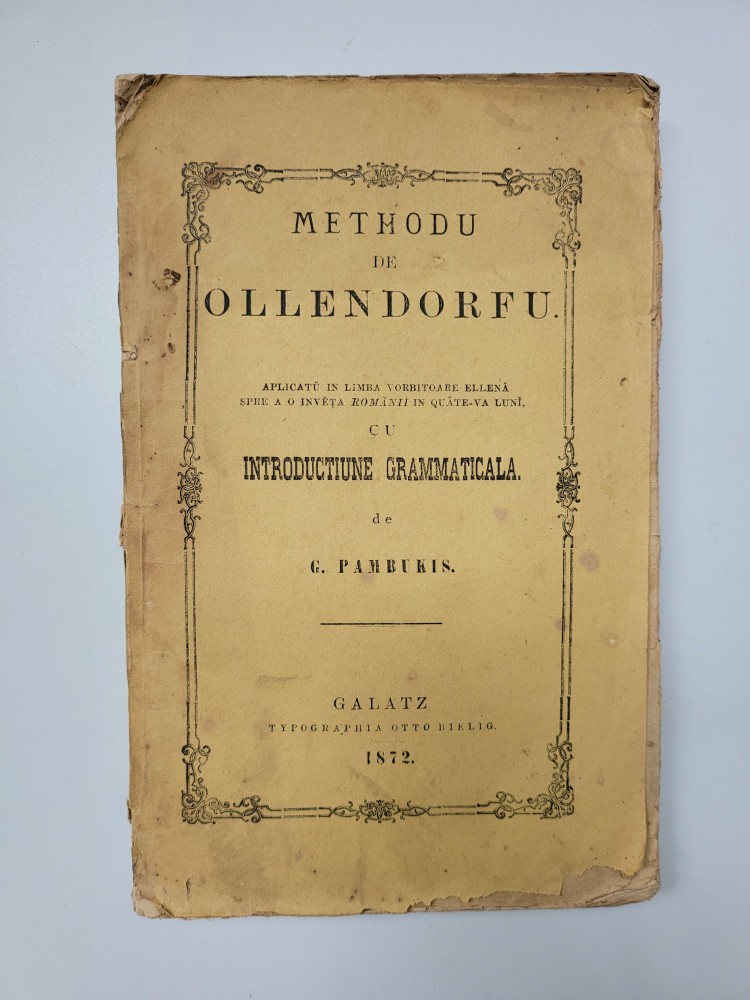 METHODU
DE
OLLENDORFU.
APLICATŬ IN LIMBA VORBITOARE ELLENĂ
SPRE A O INVÊȚA ROMÂNII IN QUÂTE-VA LUNĬ,
CU
INTRODUCTIUNE GRAMMATICALA.
de
G. PAMBUKIS.
GALATZ
TYPOGRAPHIA OTTO BIELIG.
1872.